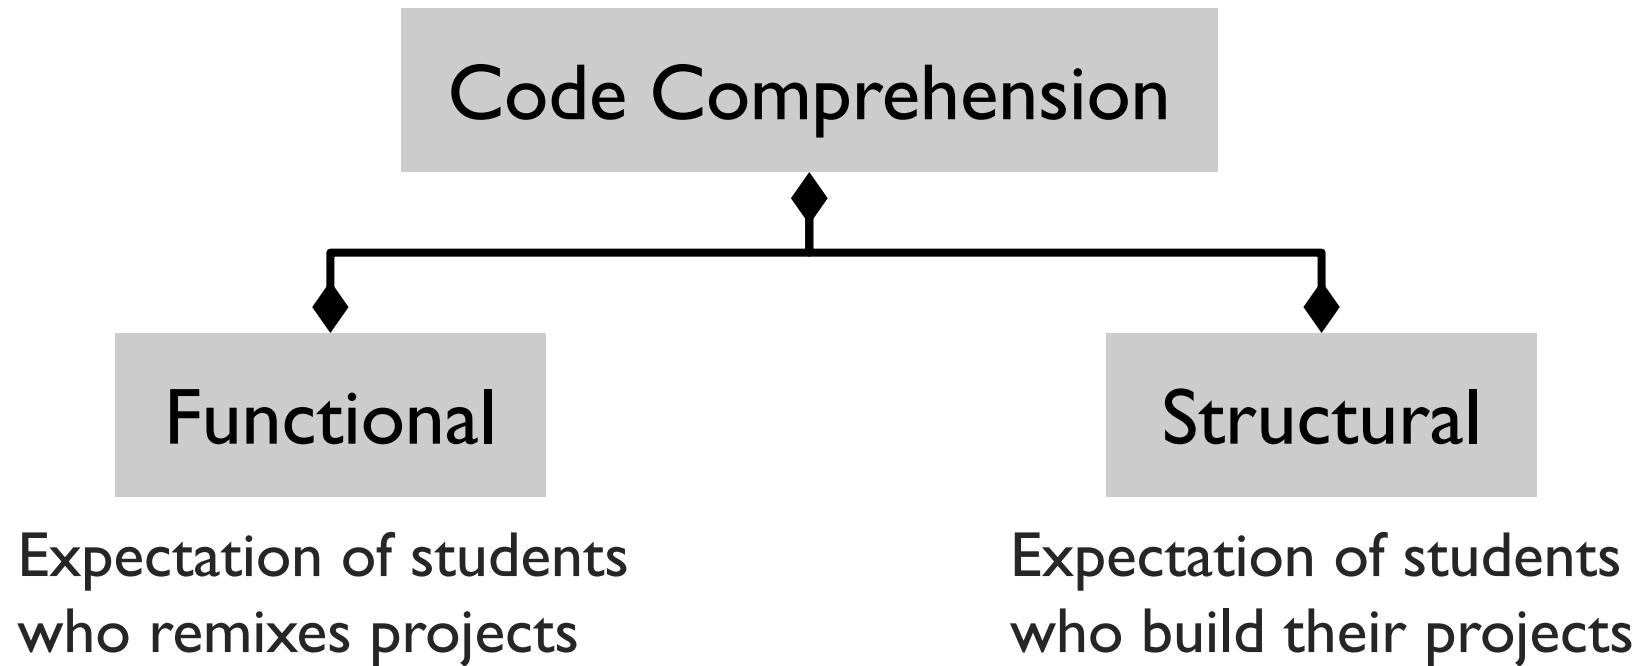 Code Comprehension
Functional
Structural
Expectation of students
who remixes projects
Expectation of students
who build their projects